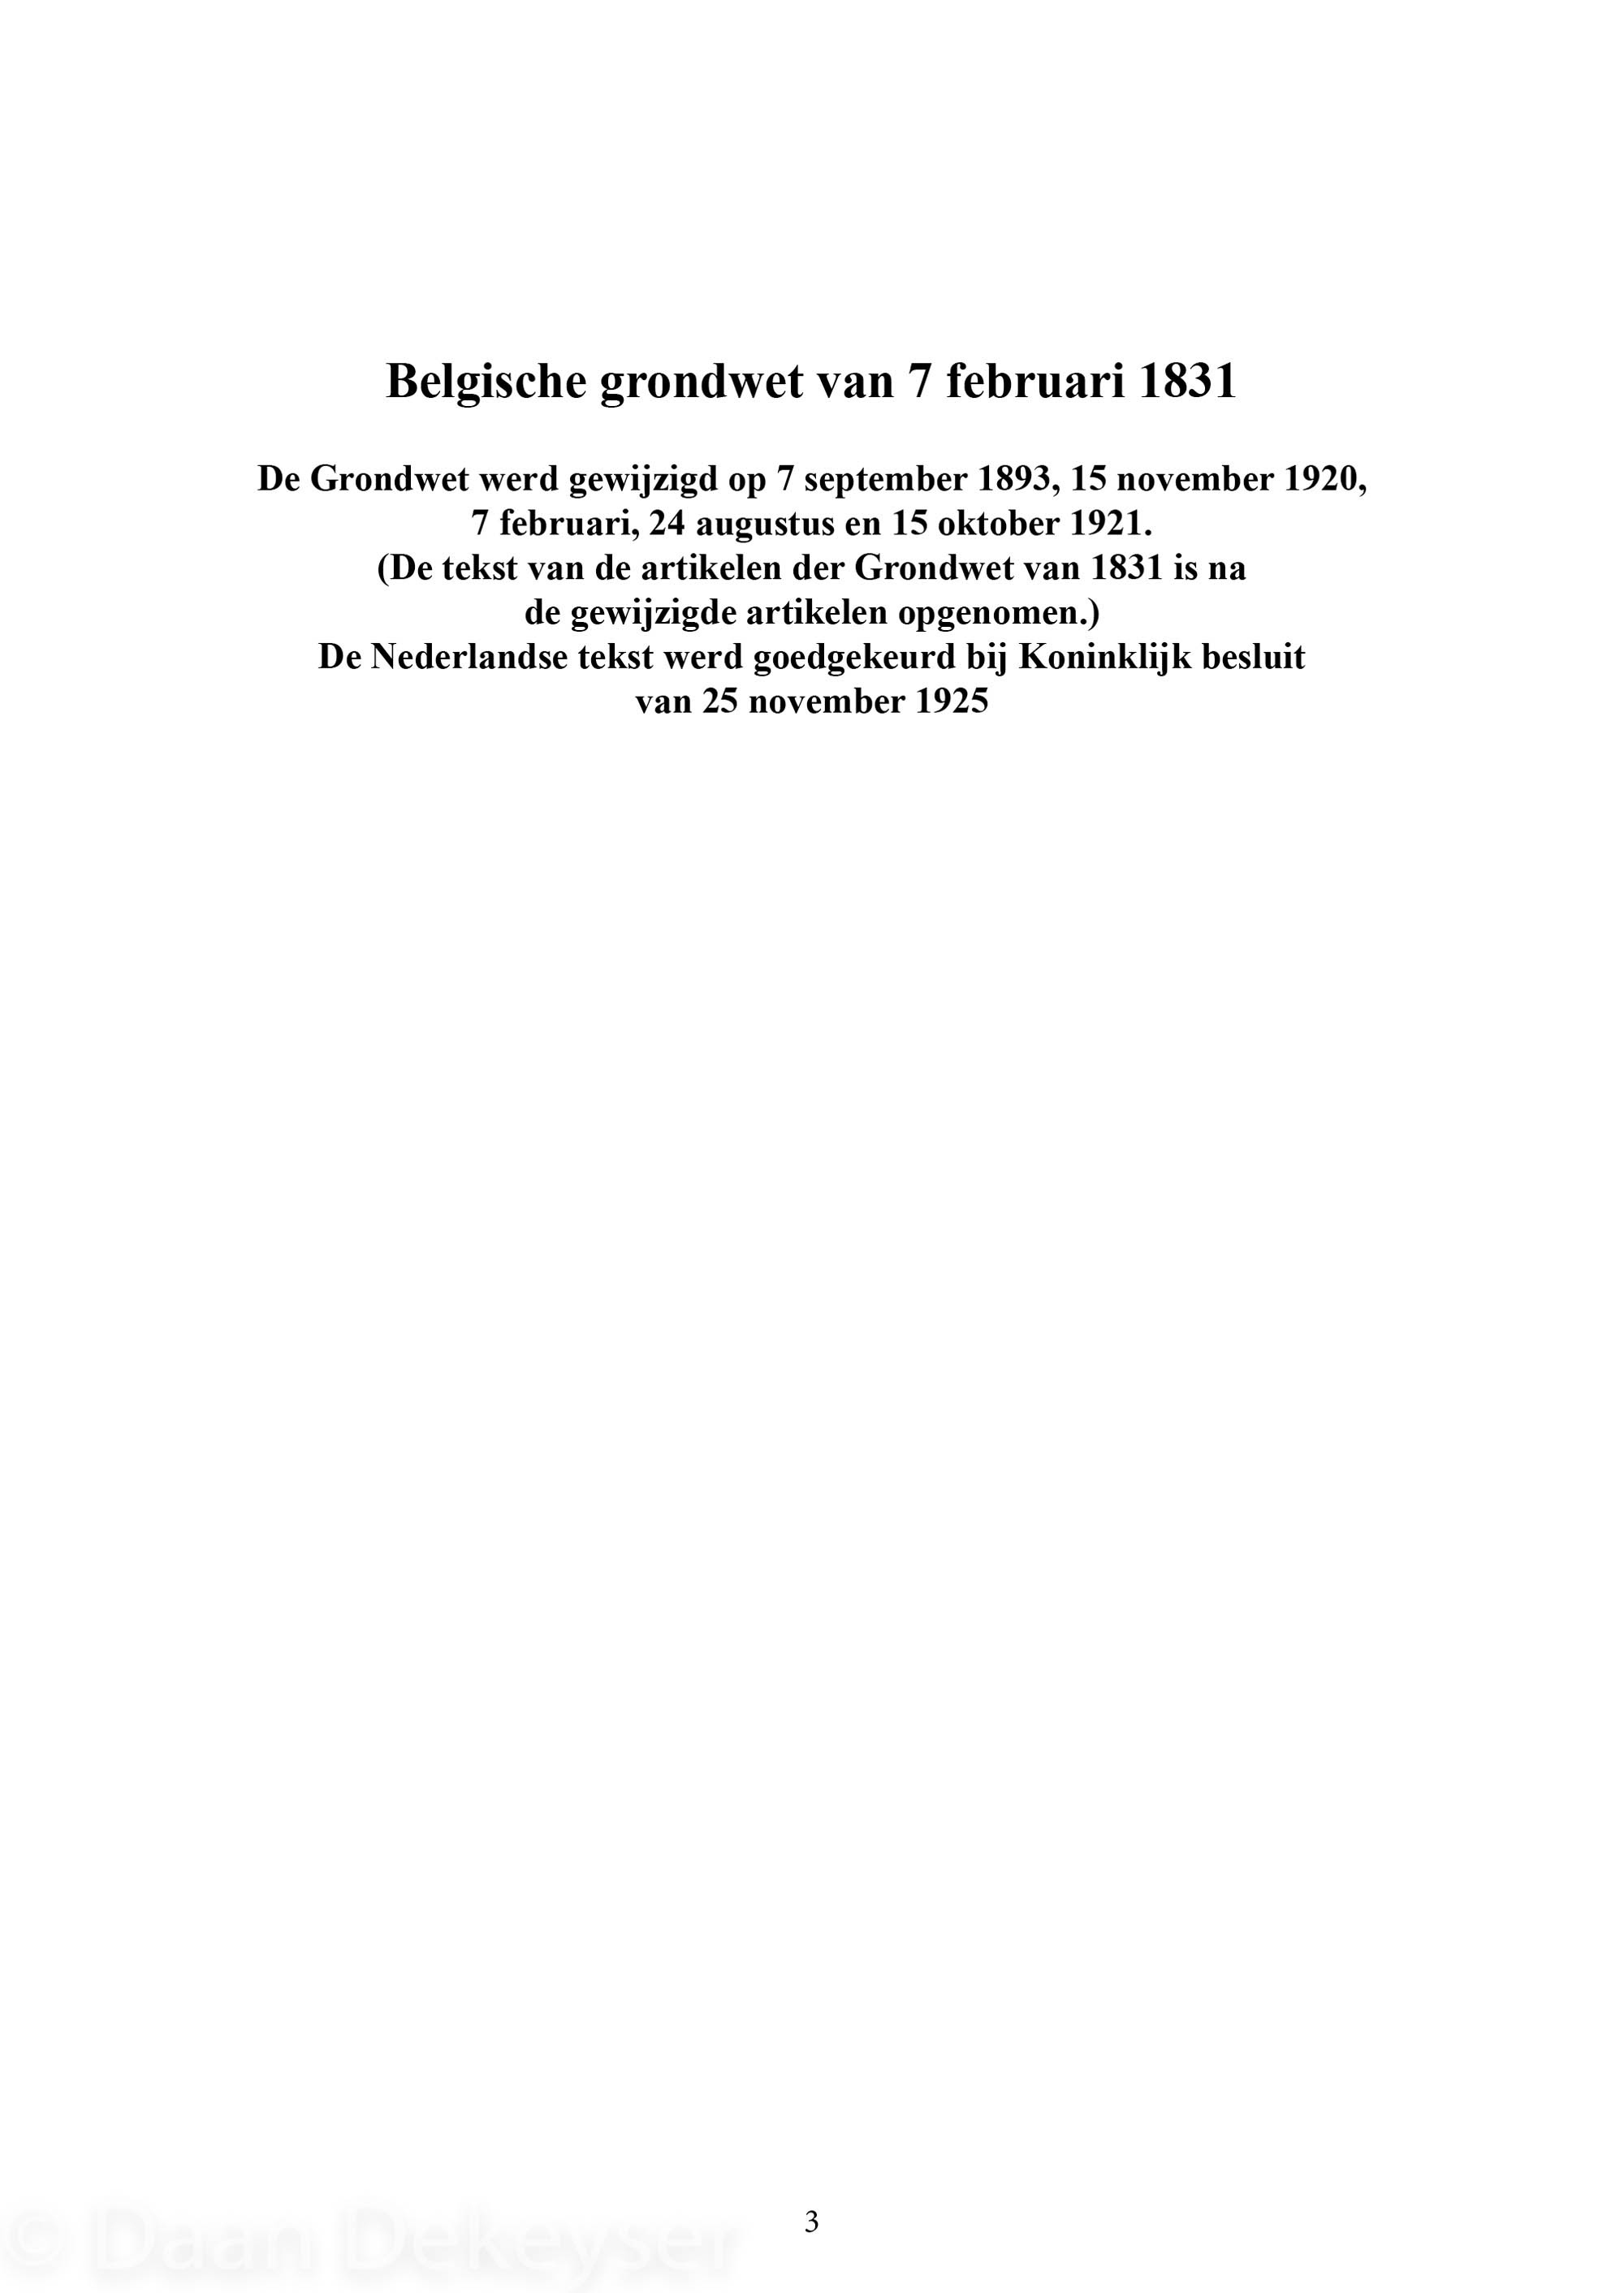 Belgische grondwet van 7 februari 1831
De Grondwet werd gewijzigd op 7 september 1893, 15 november 1920,
7 februari, 24 augustus en 15 oktober 1921.
(De tekst van de artikelen der Grondwet van 1831 is na
de gewijzigde artikelen opgenomen.)
De Nederlandse tekst werd goedgekeurd bij Koninklijk besluit
van 25 november 1925
3
© Daan Dekeyser